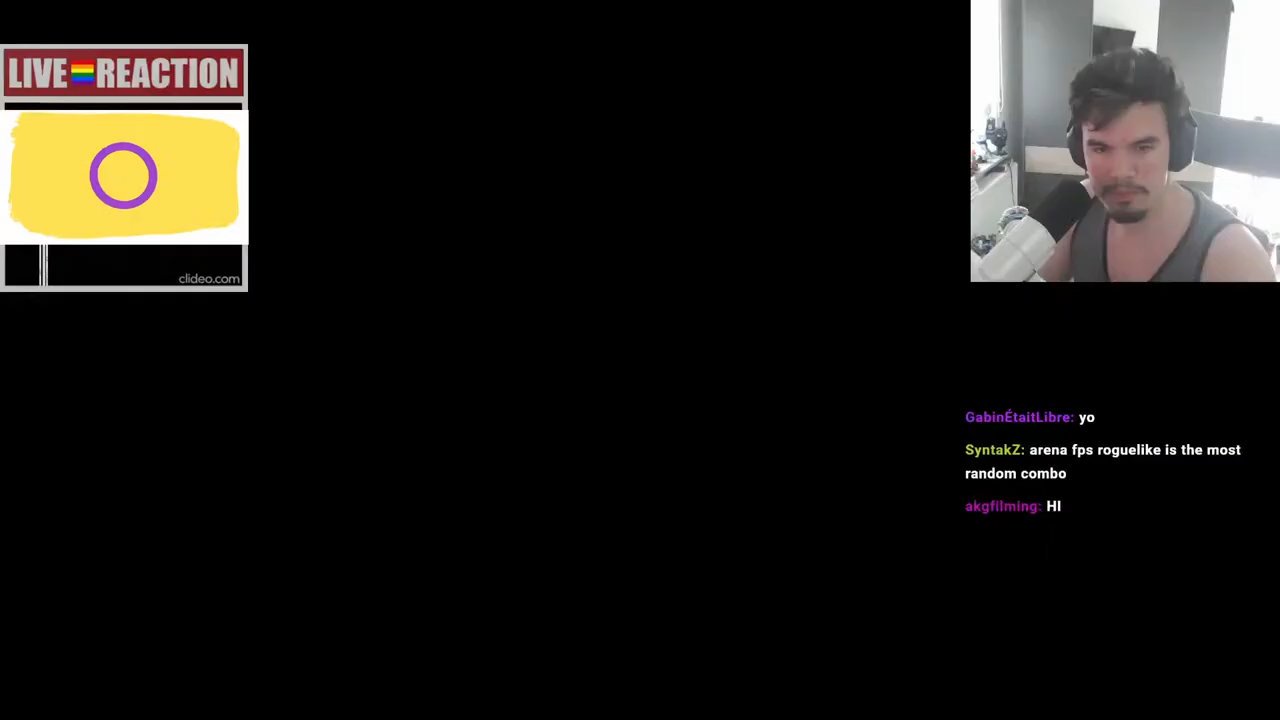 LIVE REACTION
clideo.com
GabinÉtaitLibre: yo
SyntakZ: arena fps roguelike is the most
random combo
akgfilming: HI